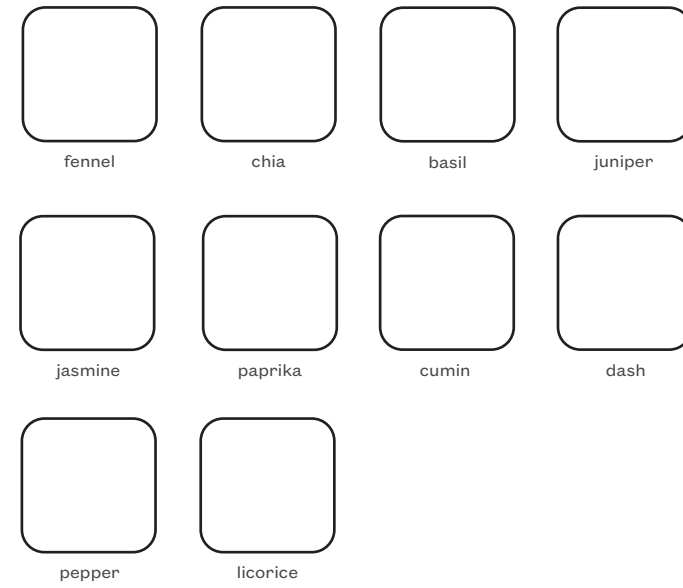 fennel chia basil juniper
jasmine paprika cumin dash
pepper licorice